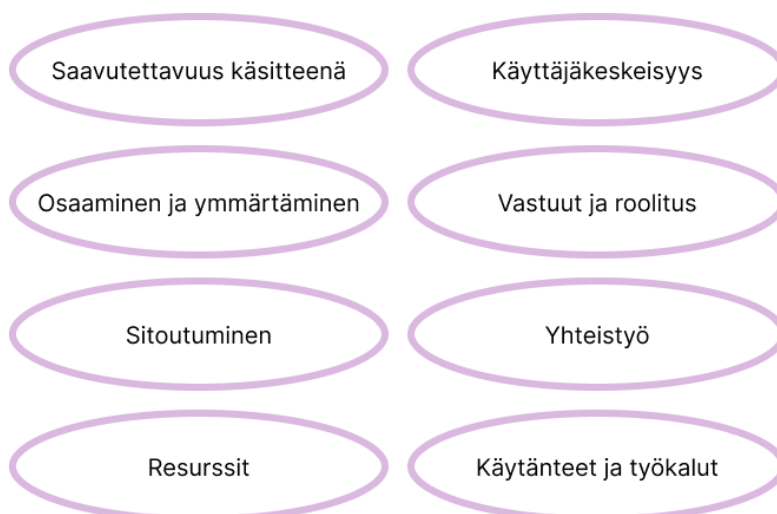 Saavutettavuus käsitteenä
Käyttäjäkeskeisyys
Osaaminen ja ymmärtäminen
Vastuut ja roolitus
Sitoutuminen
Yhteistyö
Resurssit
Käytänteet ja työkalut